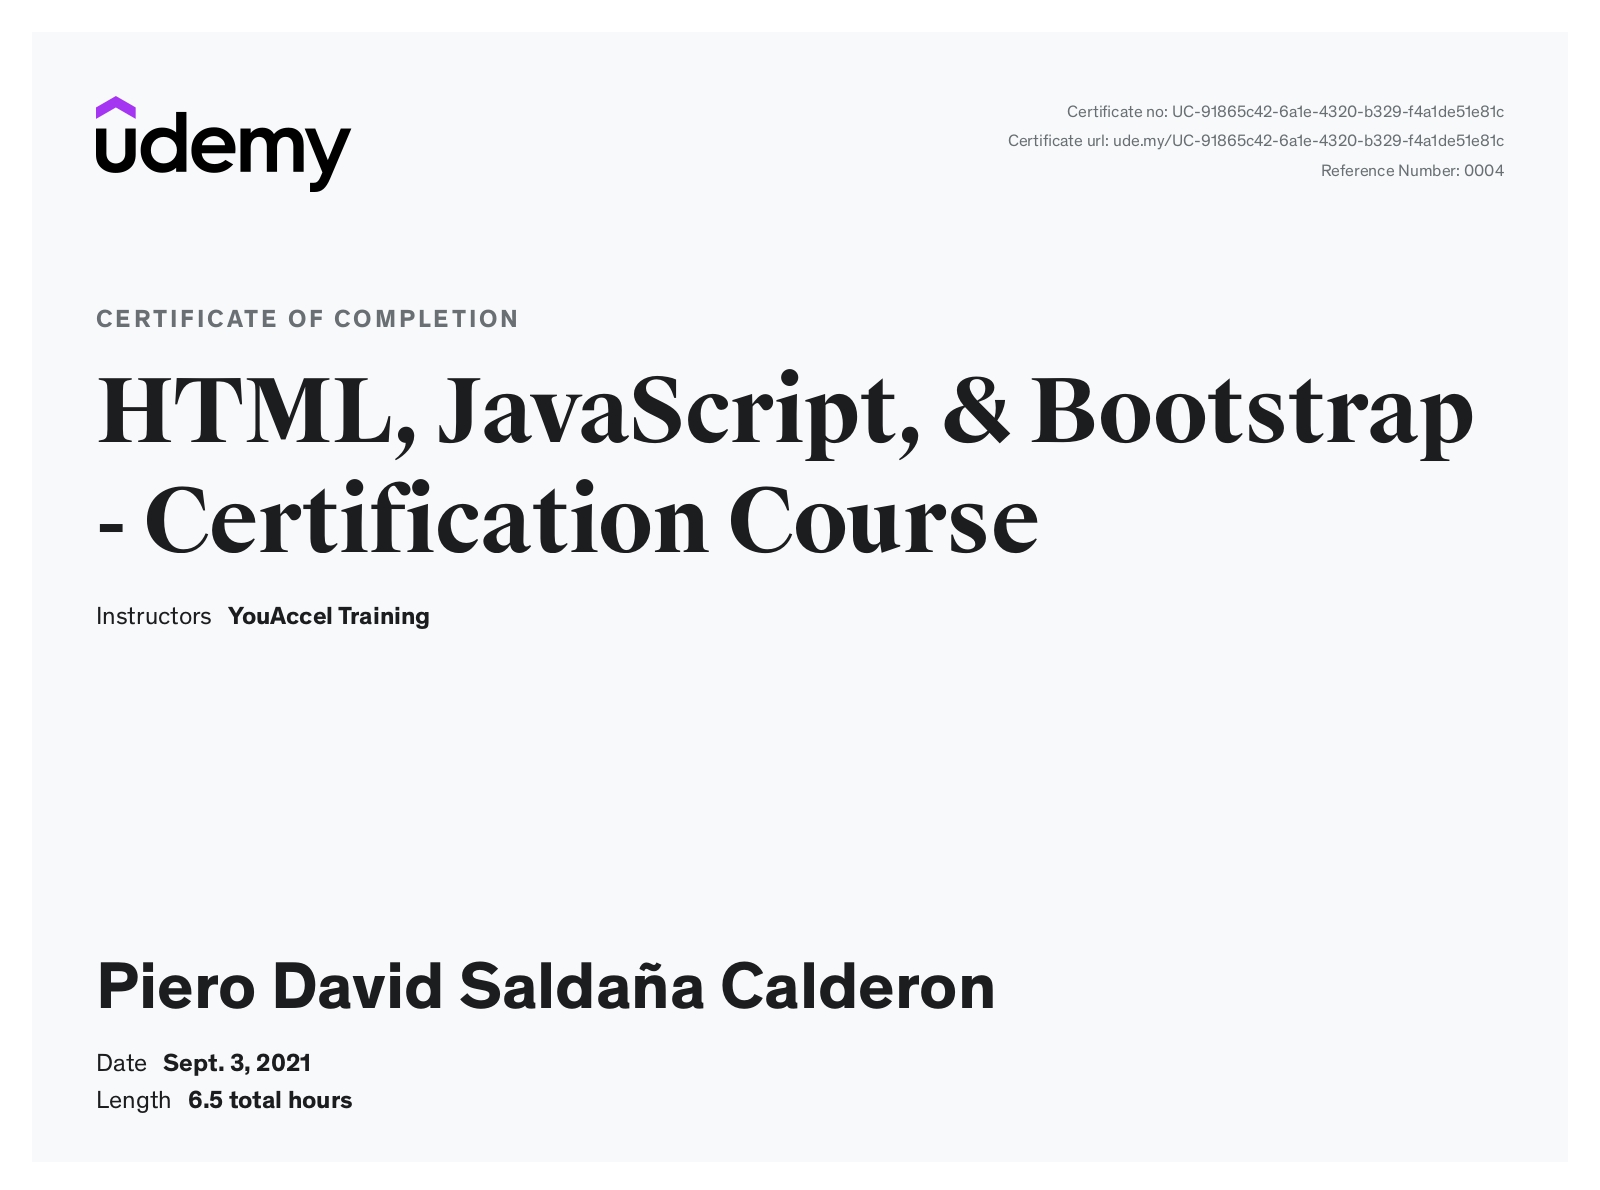 udemy
Certificate no: UC-91865c42-6a1e-4320-b329-f4a1de51e81c
Certificate url: ude.my/UC-91865c42-6a1e-4320-b329-f4a1de51e81c
Reference Number: 0004
CERTIFICATE OF COMPLETION
HTML, JavaScript, & Bootstrap
- Certification Course
Instructors YouAccel Training
Piero David Saldaña Calderon
Date Sept. 3, 2021
Length 6.5 total hours